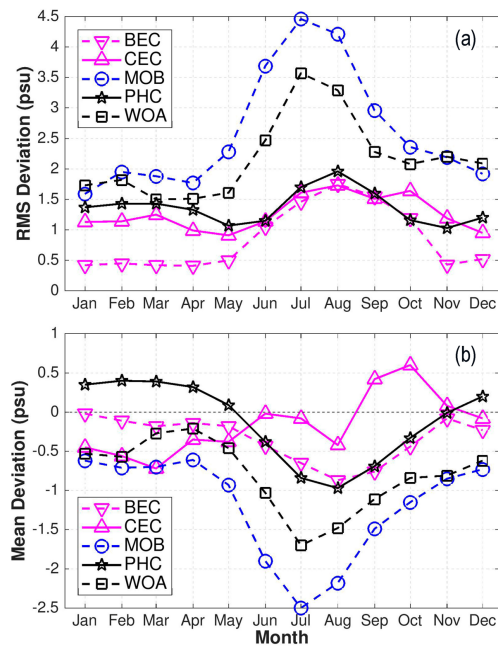 (a)
4.5
4
3.5
3
2.5
2
1.5
1
0.5
0
RMS Deviation (psu)
BEC
CEC
MOB
PHC
WOA
Jan Feb Mar Apr May Jun Jul Aug Sep Oct Nov Dec
(b)
1
0.5
0
-0.5
-1
-1.5
-2
-2.5
Mean Deviation (psu)
BEC
CEC
MOB
PHC
WOA
Jan Feb Mar Apr May Jun Jul Aug Sep Oct Nov Dec
Month